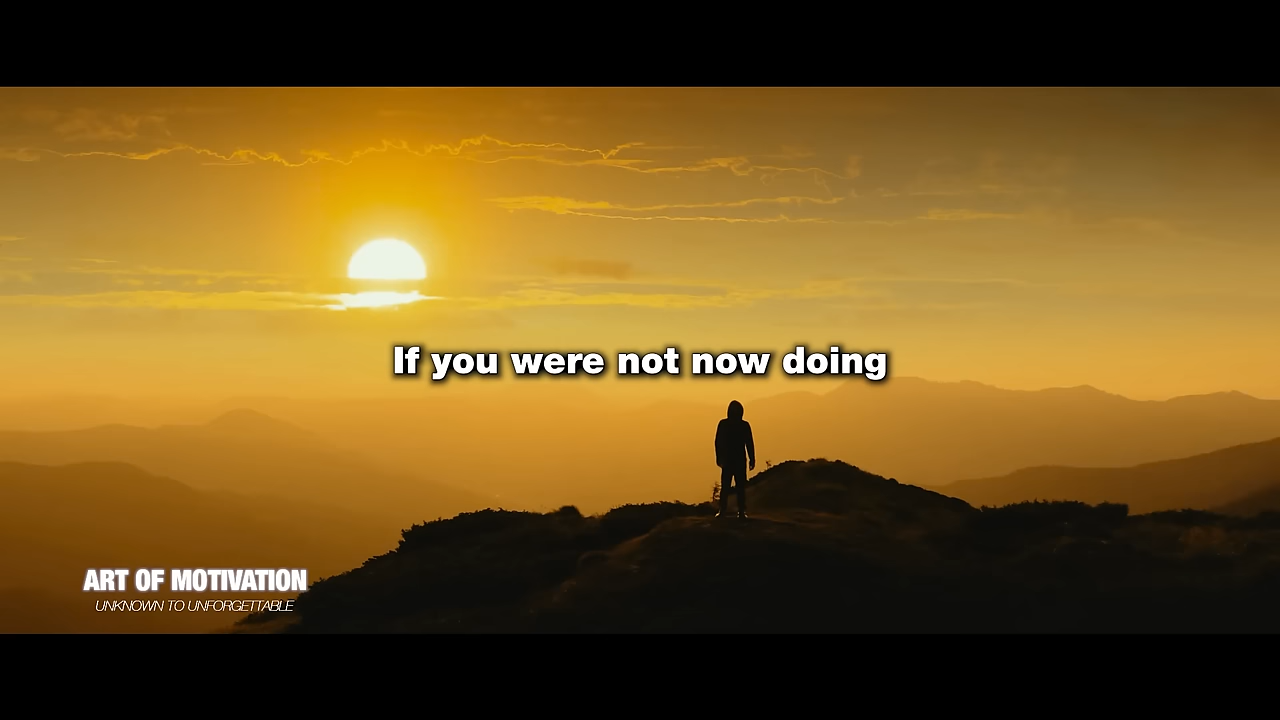 If you were not now doing
ART OF MOTIVATION
UNKNOWN TO UNFORGETTABLE